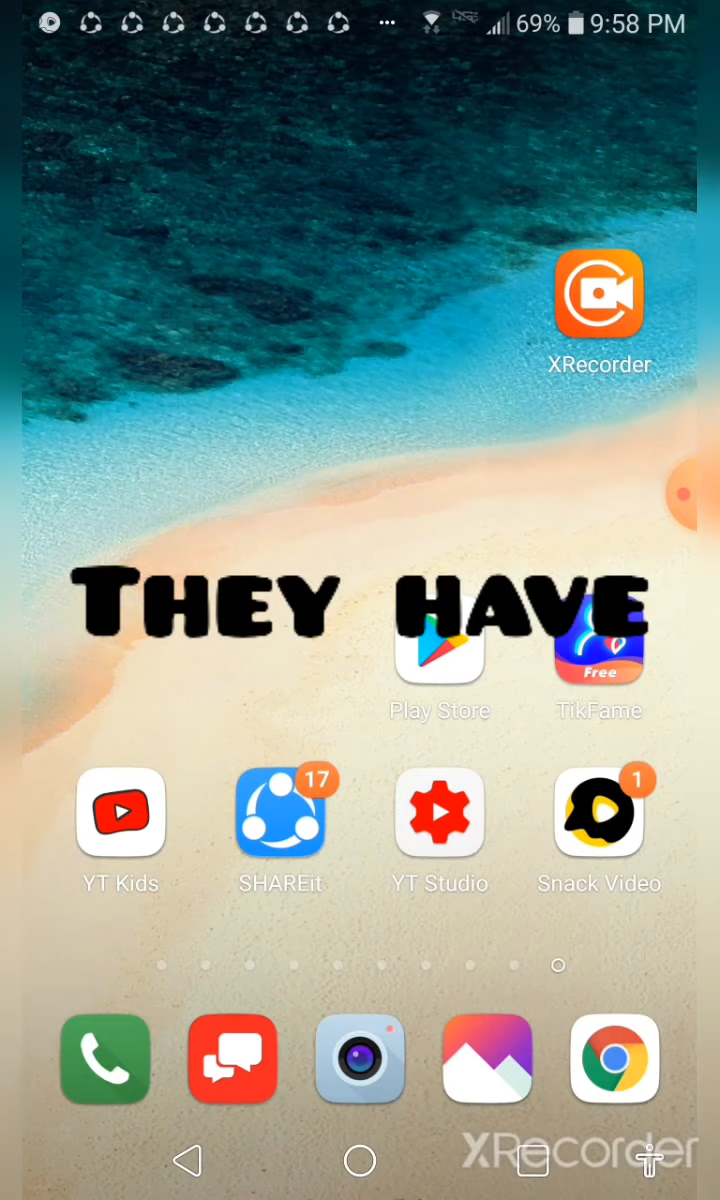 69% 9:58 PM
XRecorder
THEY HAVE
Free
Play Store TikFame
17 1
YT Kids SHAREit YT Studio Snack Video
XRecorder